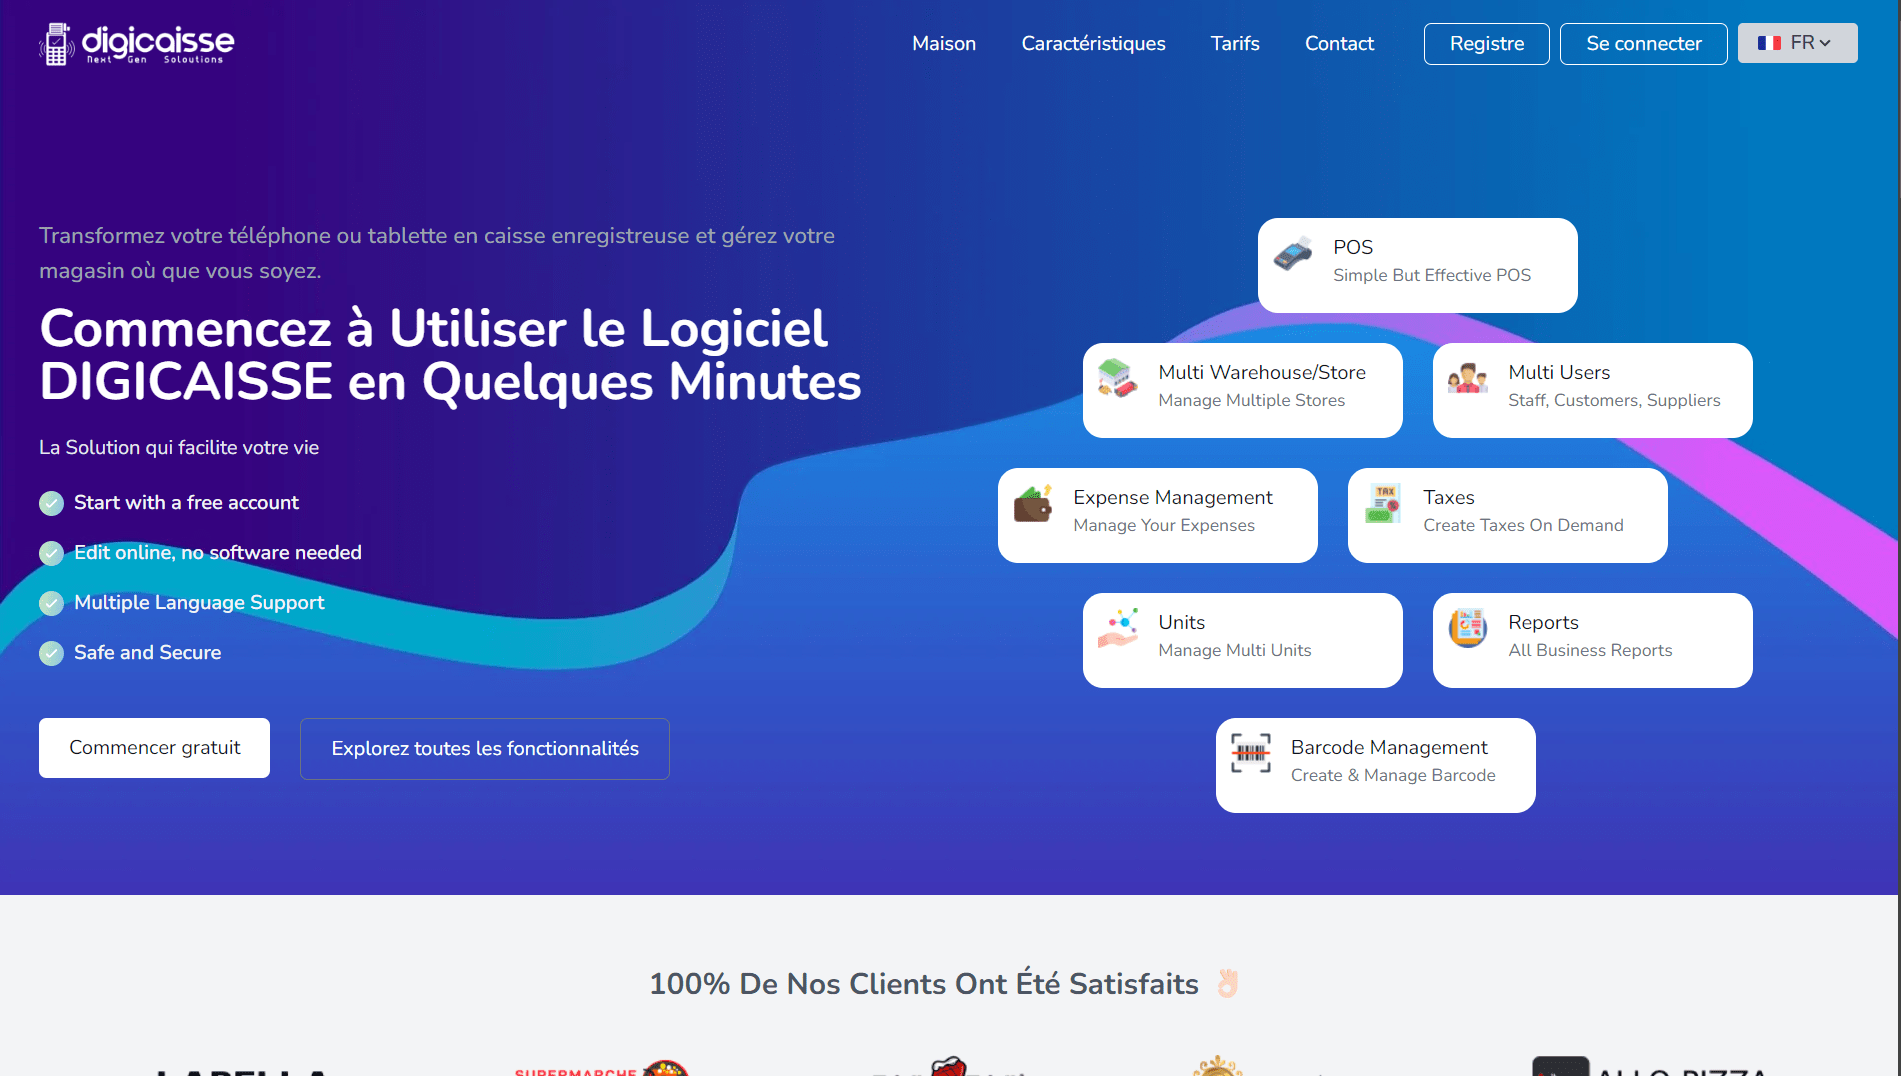 digicaisse
Next Gen Soloutions
Maison
Caractéristiques
Tarifs
Contact
Registre
Se connecter
FR
Transformez votre téléphone ou tablette en caisse enregistreuse et gérez votre
magasin où que vous soyez.
Commencez à Utiliser le Logiciel
DIGICAISSE en Quelques Minutes
La Solution qui facilite votre vie
Start with a free account
Edit online, no software needed
Multiple Language Support
Safe and Secure
Commencer gratuit
Explorez toutes les fonctionnalités
POS
Simple But Effective POS
Multi Warehouse/Store
Manage Multiple Stores
Multi Users
Staff, Customers, Suppliers
Expense Management
Manage Your Expenses
TAX
Taxes
Create Taxes On Demand
Units
Manage Multi Units
Reports
All Business Reports
Barcode Management
Create & Manage Barcode
100% De Nos Clients Ont Été Satisfaits 👌🏻
LABELLA
SUPERMARCHE
ALLO PIZZA